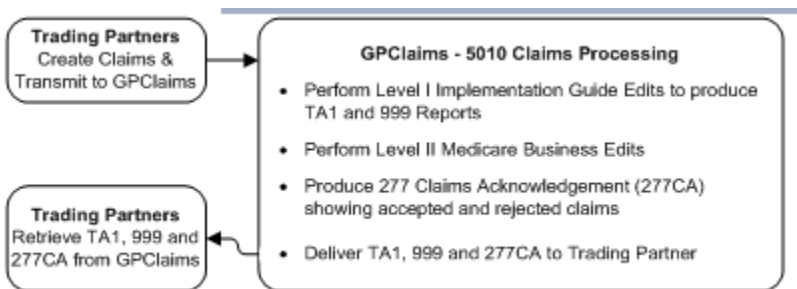 Trading Partners
Create Claims &
Transmit to GPClaims
GPClaims - 5010 Claims Processing
• Perform Level I Implementation Guide Edits to produce
TA1 and 999 Reports
• Perform Level II Medicare Business Edits
• Produce 277 Claims Acknowledgement (277CA)
showing accepted and rejected claims
• Deliver TA1, 999 and 277CA to Trading Partner
Trading Partners
Retrieve TA1, 999 and
277CA from GPClaims